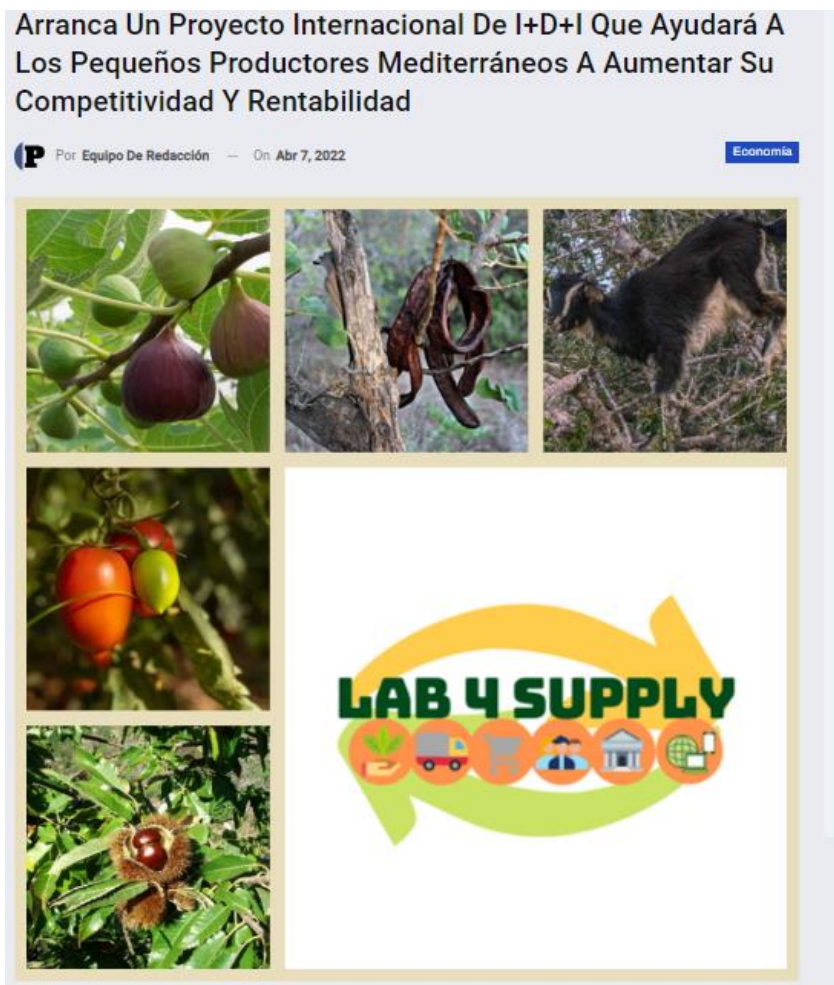 Arranca Un Proyecto Internacional De I+D+I Que Ayudará A
Los Pequeños Productores Mediterráneos A Aumentar Su
Competitividad Y Rentabilidad
P Por Equipo De Redacción — On Abr 7, 2022 Economía
LAB 4 SUPPLY